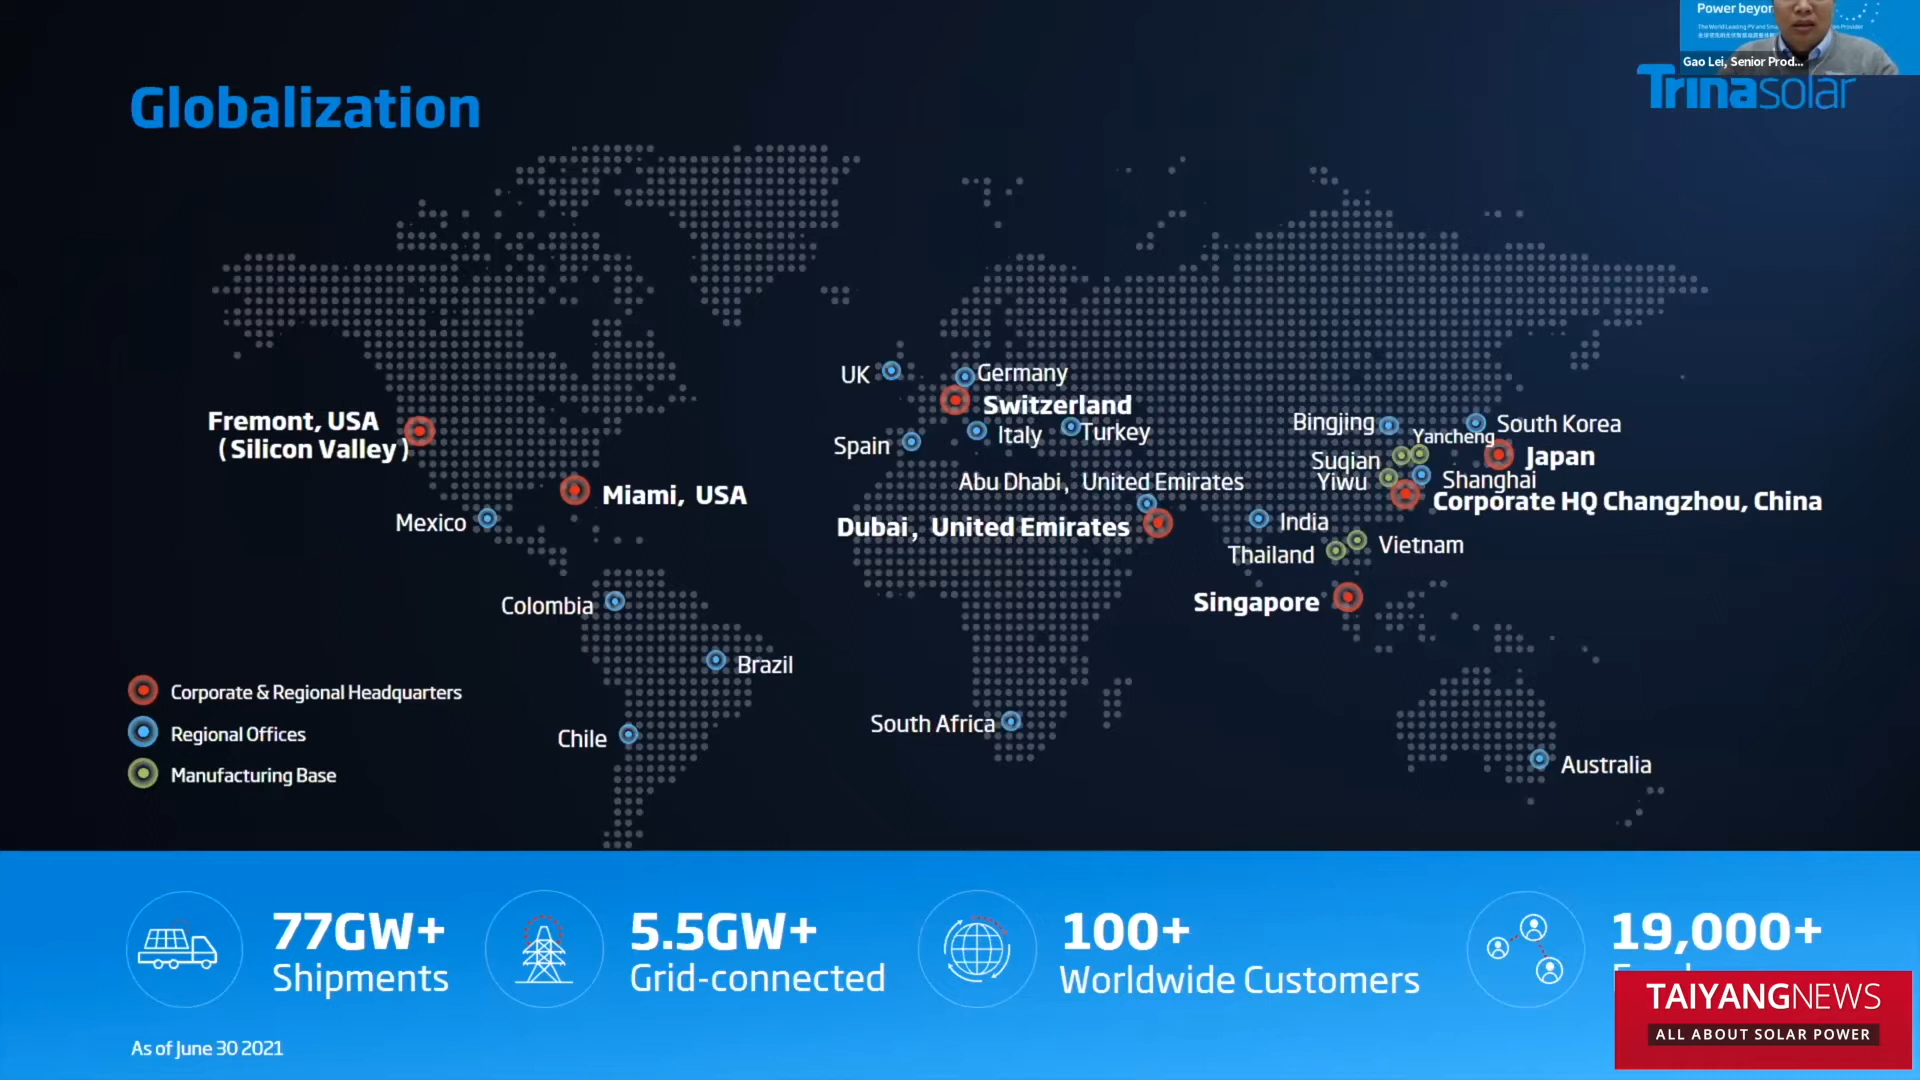 Power beyon
Gao Lei, Senior Prod...
Trinasolar
Globalization
UK
Germany
Switzerland
Fremont, USA
(Silicon Valley)
Spain
Italy
Turkey
Bingjing
South Korea
Yancheng
Suqian
Japan
Yiwu
Shanghai
Abu Dhabi, United Emirates
Miami, USA
Corporate HQ Changzhou, China
Mexico
Dubai, United Emirates
India
Thailand
Vietnam
Colombia
Singapore
Brazil
Corporate & Regional Headquarters
Regional Offices
Manufacturing Base
Chile
South Africa
Australia
77GW+
Shipments
5.5GW+
Grid-connected
100+
Worldwide Customers
19,000+
TAIYANGNEWS
ALL ABOUT SOLAR POWER
As of June 30 2021